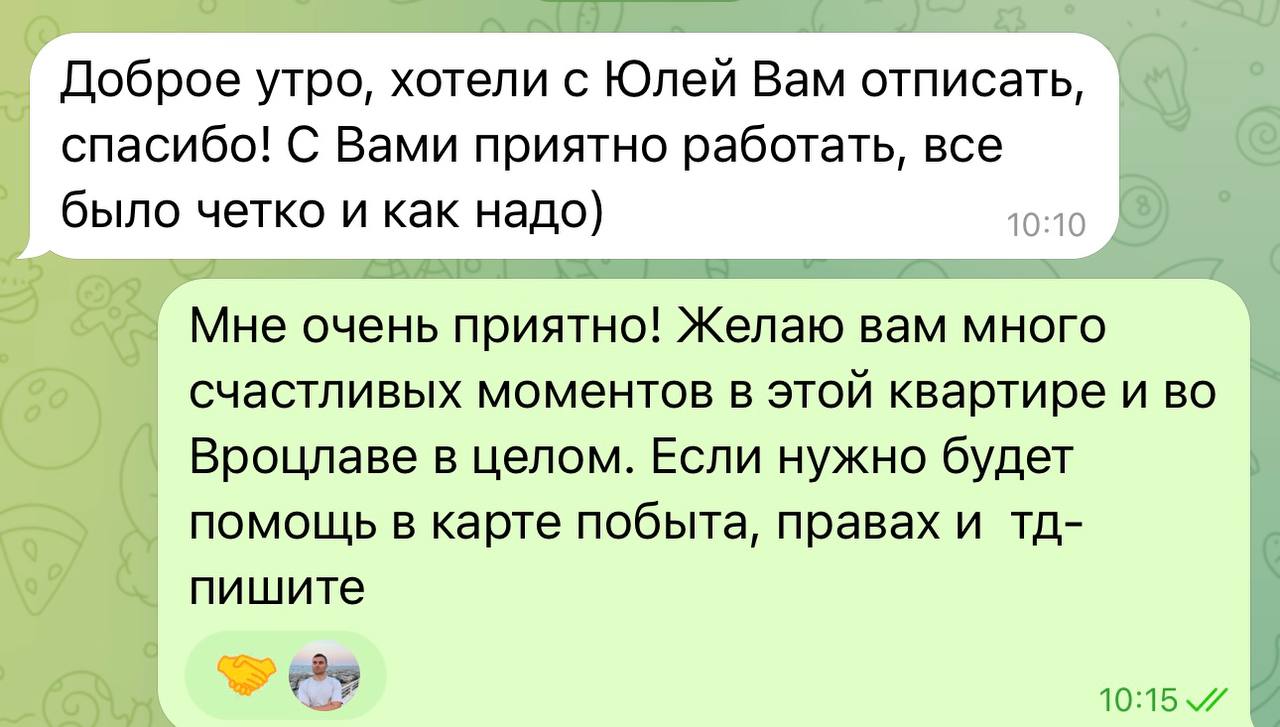 Доброе утро, хотели с Юлей Вам отписать,
спасибо! С Вами приятно работать, все
было четко и как надо)
10:10
Мне очень приятно! Желаю вам много
счастливых моментов в этой квартире и во
Вроцлаве в целом. Если нужно будет
помощь в карте побыта, правах и  тд-
пишите
10:15